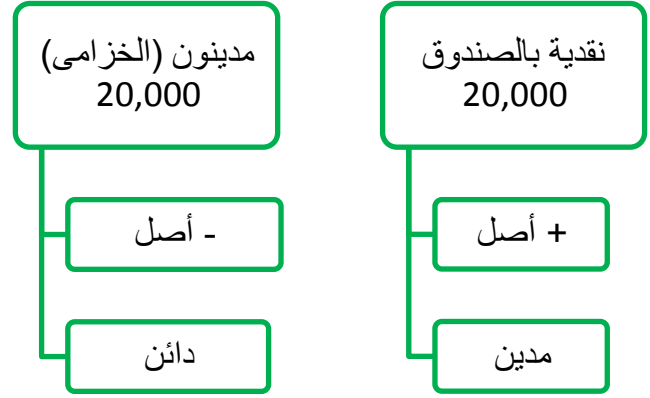 نقدية بالصندوق
20,000
+ أصل
مدين
مدينون (الخزامى)
20,000
- أصل
دائن